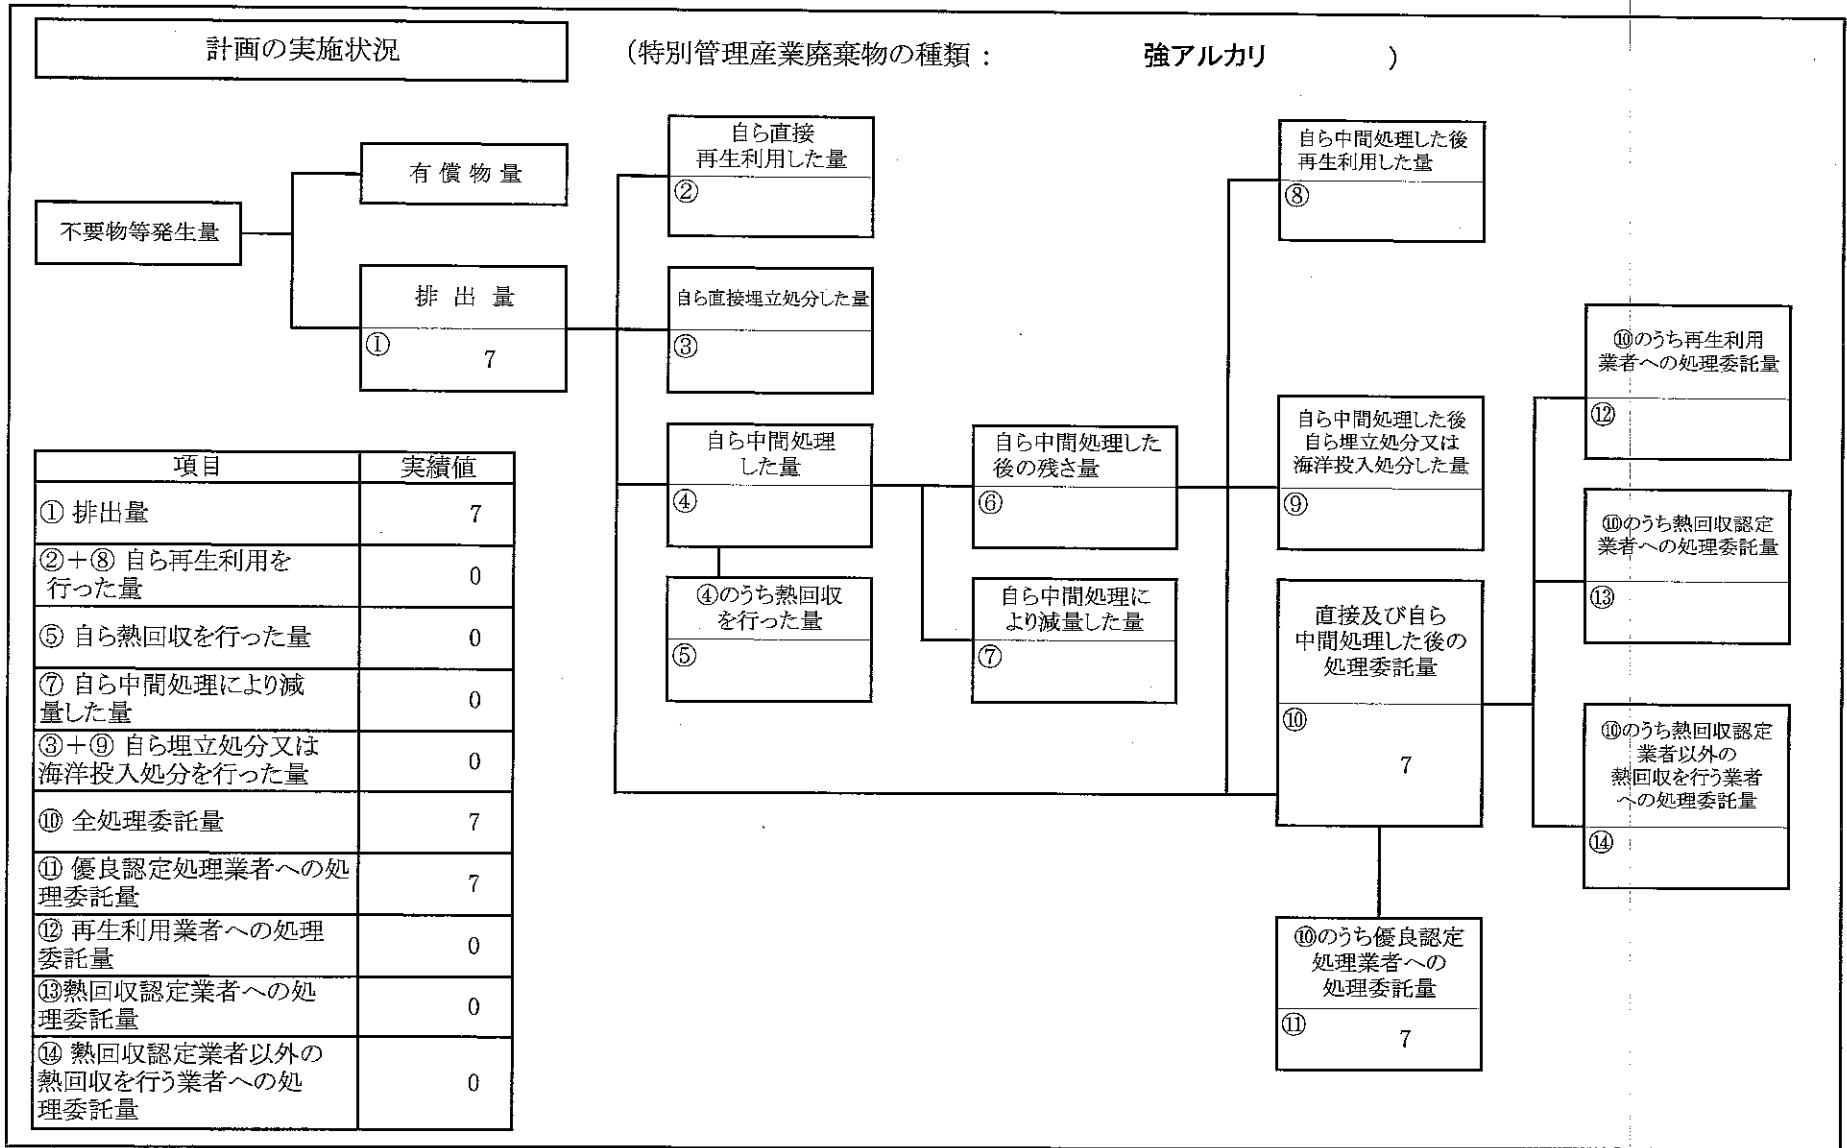 計画の実施状況
(特別管理産業廃棄物の種類： 強アルカリ )
不要物等発生量
有償物量
排出量
①
7
自ら直接
再生利用した量
②
自ら直接埋立処分した量
③
自ら中間処理
した量
④
④のうち熱回収
を行った量
⑤
自ら中間処理した
後の残さ量
⑥
自ら中間処理に
より減量した量
⑦
自ら中間処理した後
再生利用した量
⑧
自ら中間処理した後
自ら埋立処分又は
海洋投入処分した量
⑨
直接及び自ら
中間処理した後の
処理委託量
⑩
7
⑩のうち優良認定
処理業者への
処理委託量
⑪
7
⑩のうち再生利用
業者への処理委託量
⑫
⑩のうち熱回収認定
業者への処理委託量
⑬
⑩のうち熱回収認定
業者以外の
熱回収を行う業者
への処理委託量
⑭
項目 実績値
① 排出量 7
②＋⑧ 自ら再生利用を
行った量 0
⑤ 自ら熱回収を行った量 0
⑦ 自ら中間処理により減
量した量 0
③＋⑨ 自ら埋立処分又は
海洋投入処分を行った量 0
⑩ 全処理委託量 7
⑪ 優良認定処理業者への処
理委託量 7
⑫ 再生利用業者への処理
委託量 0
⑬熱回収認定業者への処
理委託量 0
⑭ 熱回収認定業者以外の
熱回収を行う業者への処
理委託量 0